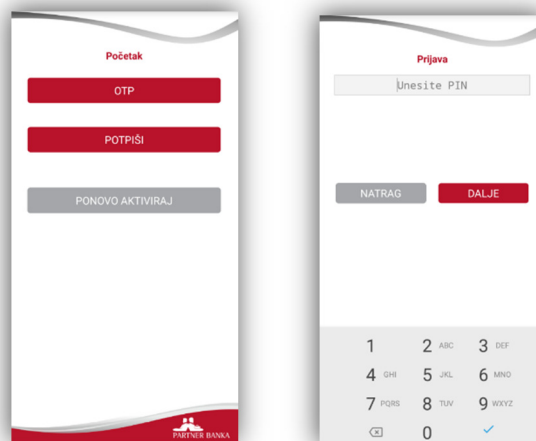 Početak
OTP
POTPIŠI
PONOVO AKTIVIRAJ
PARTNER BANKA
Prijava
Unesite PIN
NATRAG
DALJE
1
2 ABC
3 DEF
4 GHI
5 JKL
6 MNO
7 PQRS
8 TUV
9 WXYZ
0